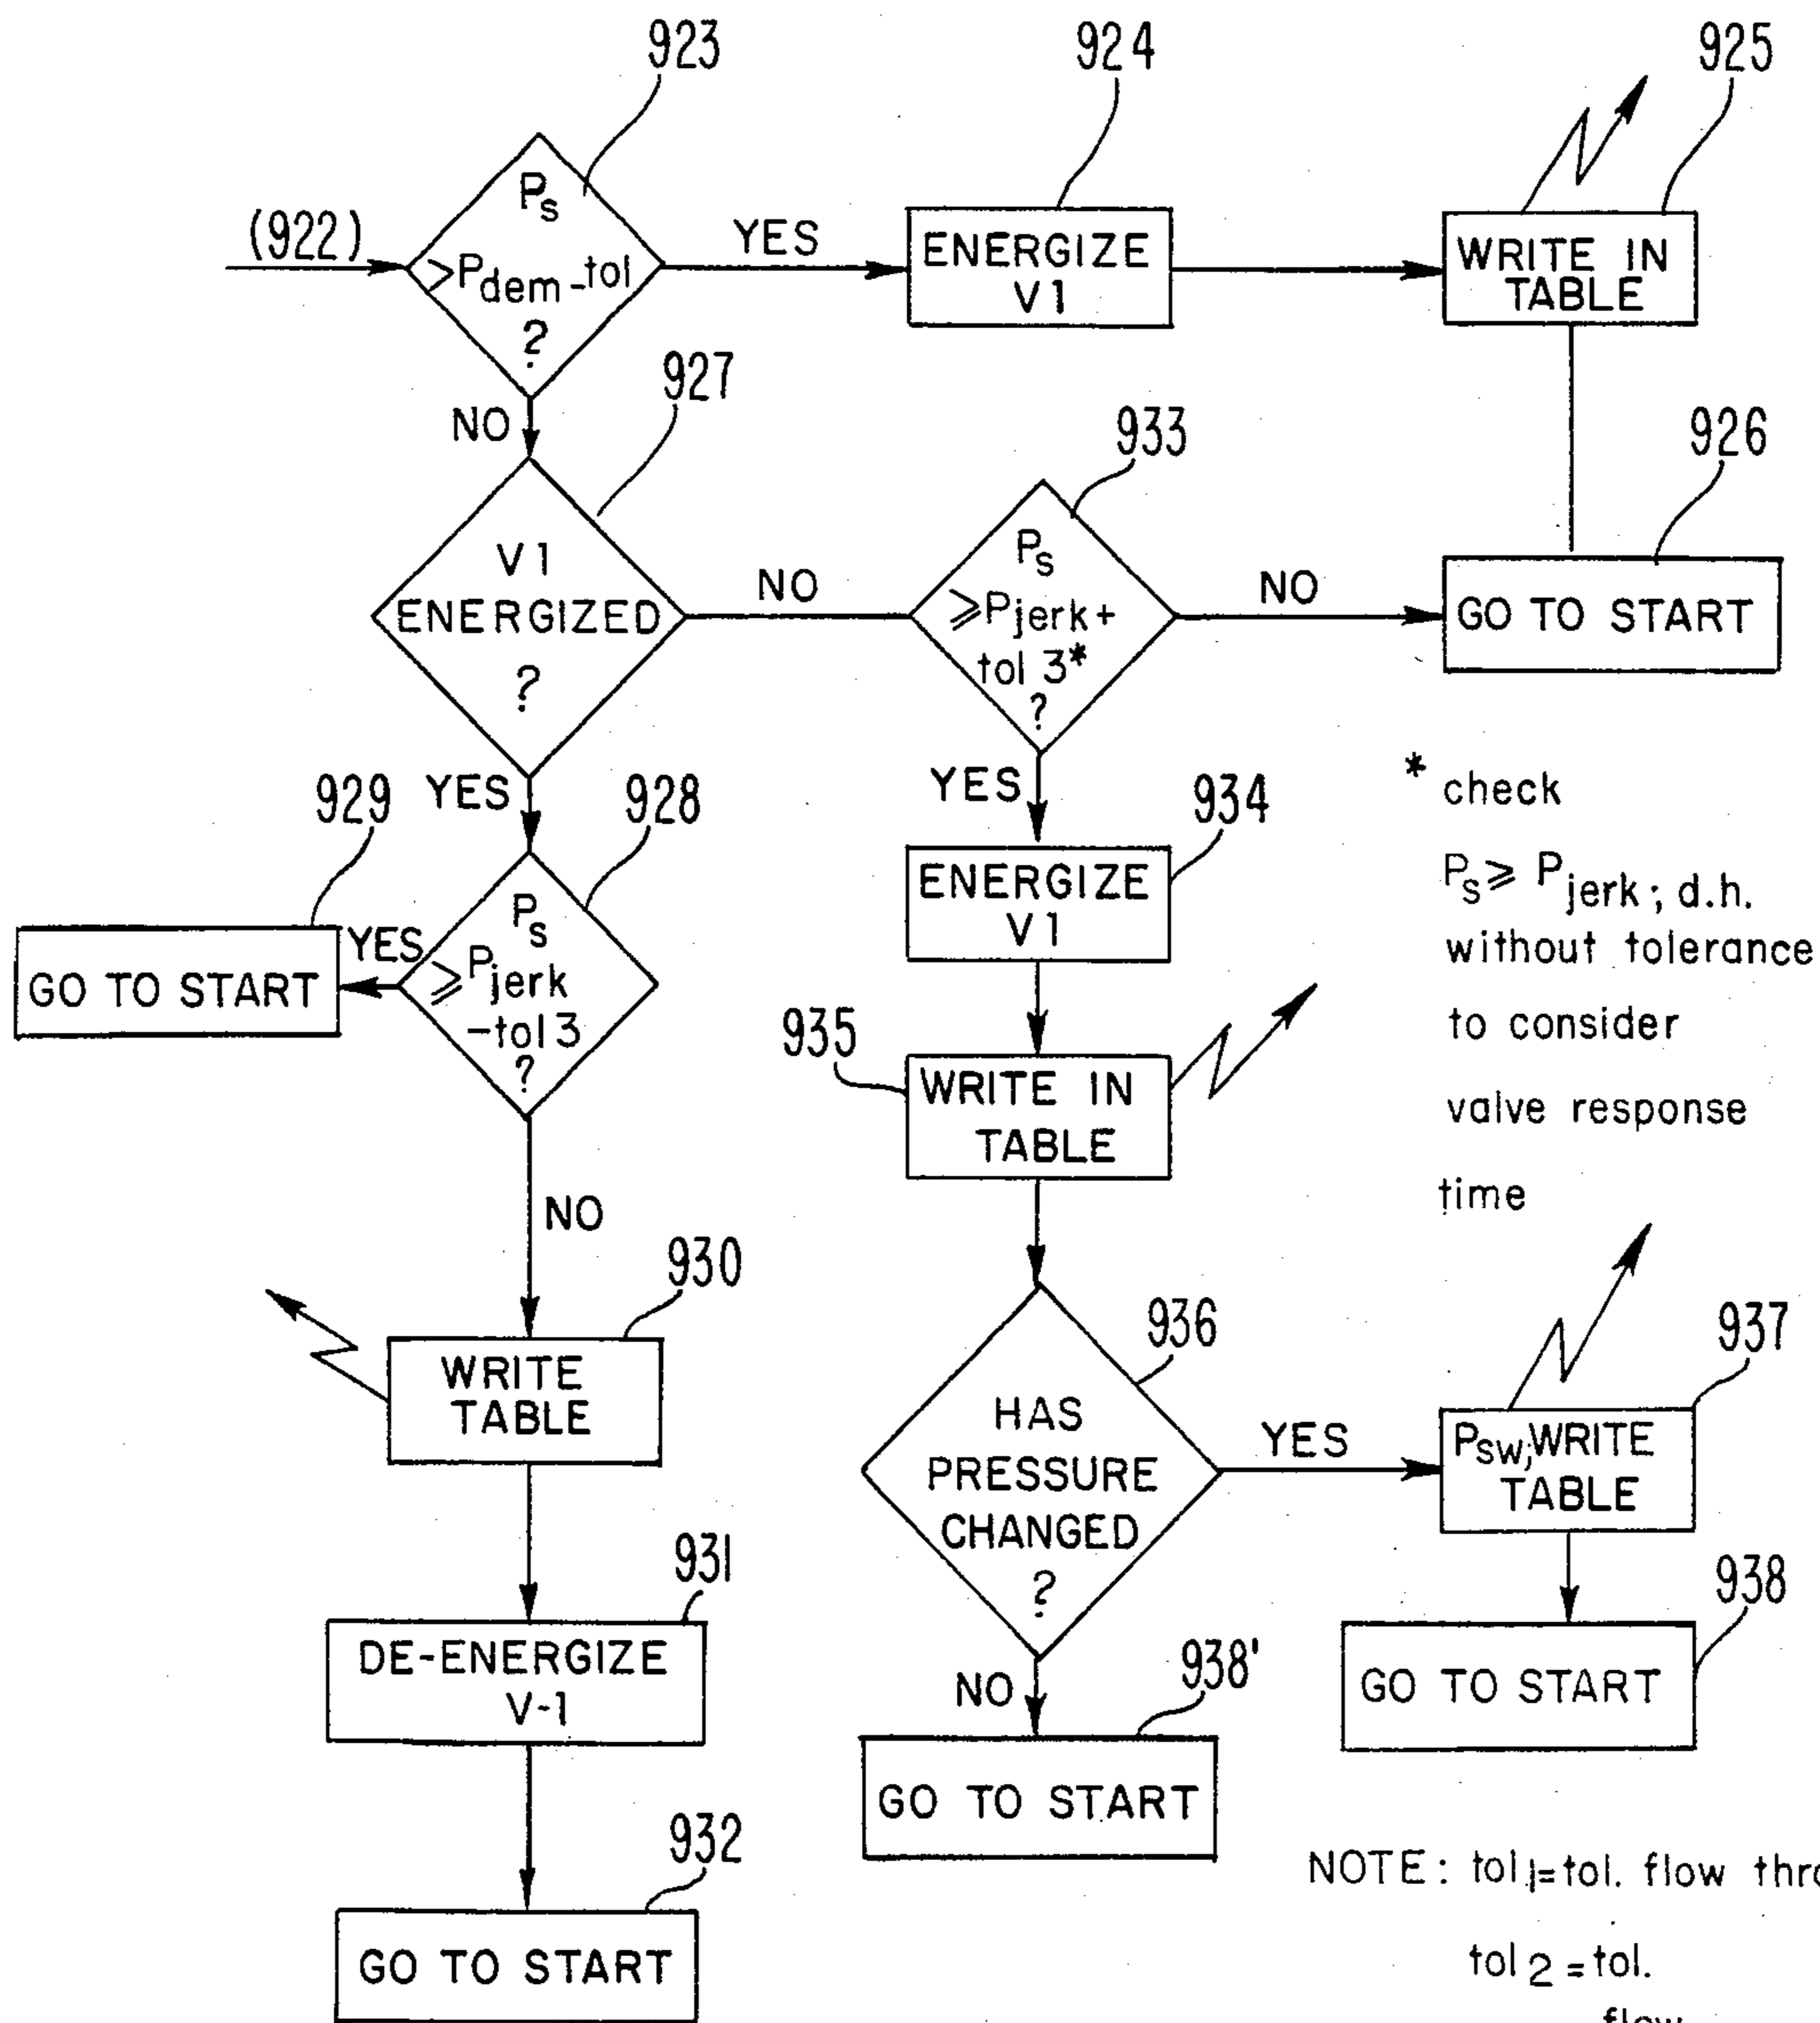 923
924
925
(922)
Ps
>Pdem-tol
?
YES
ENERGIZE
V1
WRITE IN
TABLE
NO
927
933
926
V1
ENERGIZED
?
NO
Ps
⩾Pjerk+
tol 3*
?
NO
GO TO START
YES
929
928
YES
934
* check
Ps⩾ Pjerk; d.h.
without tolerance
to consider
valve response
time
GO TO START
YES
Ps
⩾Pjerk
-tol 3
?
ENERGIZE
V1
935
WRITE IN
TABLE
NO
930
WRITE
TABLE
936
HAS
PRESSURE
CHANGED
?
YES
937
Psw; WRITE
TABLE
931
DE-ENERGIZE
V-1
NO
938'
938
GO TO START
GO TO START
932
GO TO START
NOTE: tol1=tol. flow thro
tol2=tol.
flow